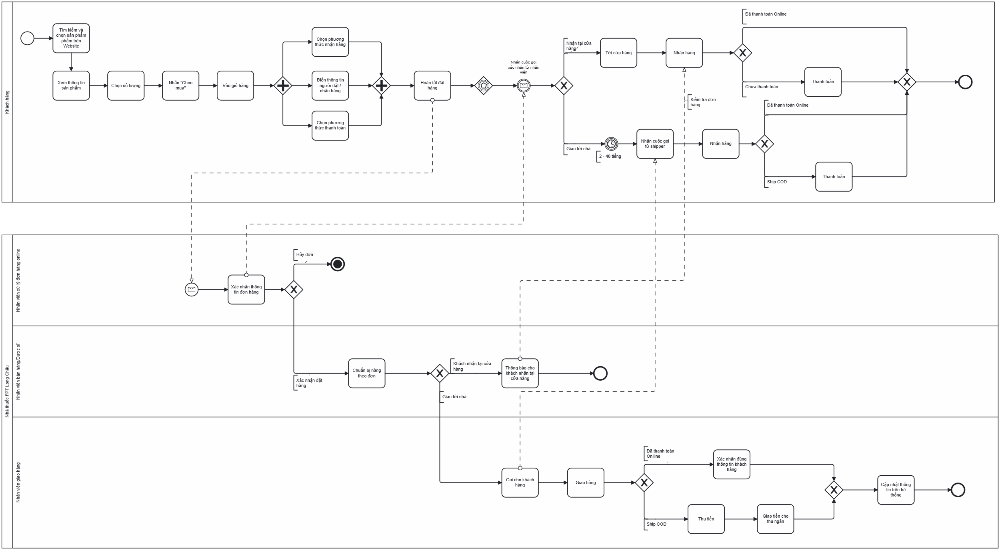 Khách hàng
Tìm kiếm và
chọn sản phẩm
phẩm trên
Website
Xem thông tin
sản phẩm
Chọn số lượng
Nhấn "Chọn
mua"
Vào giỏ hàng
Chọn phương
thức nhận hàng
Điền thông tin
người đặt /
nhận hàng
Chọn phương
thức thanh toán
Hoàn tất đặt
hàng
Nhận cuộc gọi
xác nhận từ nhân
viên
Nhận tại cửa
hàng
Tới cửa hàng
Nhận hàng
Đã thanh toán Online
Chưa thanh toán
Thanh toán
Kiểm tra đơn
hàng
Giao tới nhà
2 - 48 tiếng
Nhận cuộc gọi
từ shipper
Nhận hàng
Đã thanh toán Online
Ship COD
Thanh toán
Nhà thuốc FPT Long Châu
Nhân viên xử lý đơn hàng online
Xác nhận thông
tin đơn hàng
Hủy đơn
Nhân viên bán hàng/Dược sĩ
Xác nhận đặt
hàng
Chuẩn bị hàng
theo đơn
Khách nhận tại cửa
hàng
Thông báo cho
khách nhận tại
cửa hàng
Giao tới nhà
Nhân viên giao hàng
Gọi cho khách
hàng
Giao hàng
Đã thanh toán
Onlline
Xác nhận đúng
thông tin khách
hàng
Ship COD
Thu tiền
Giao tiền cho
thu ngân
Cập nhật thông
tin trên hệ
thống